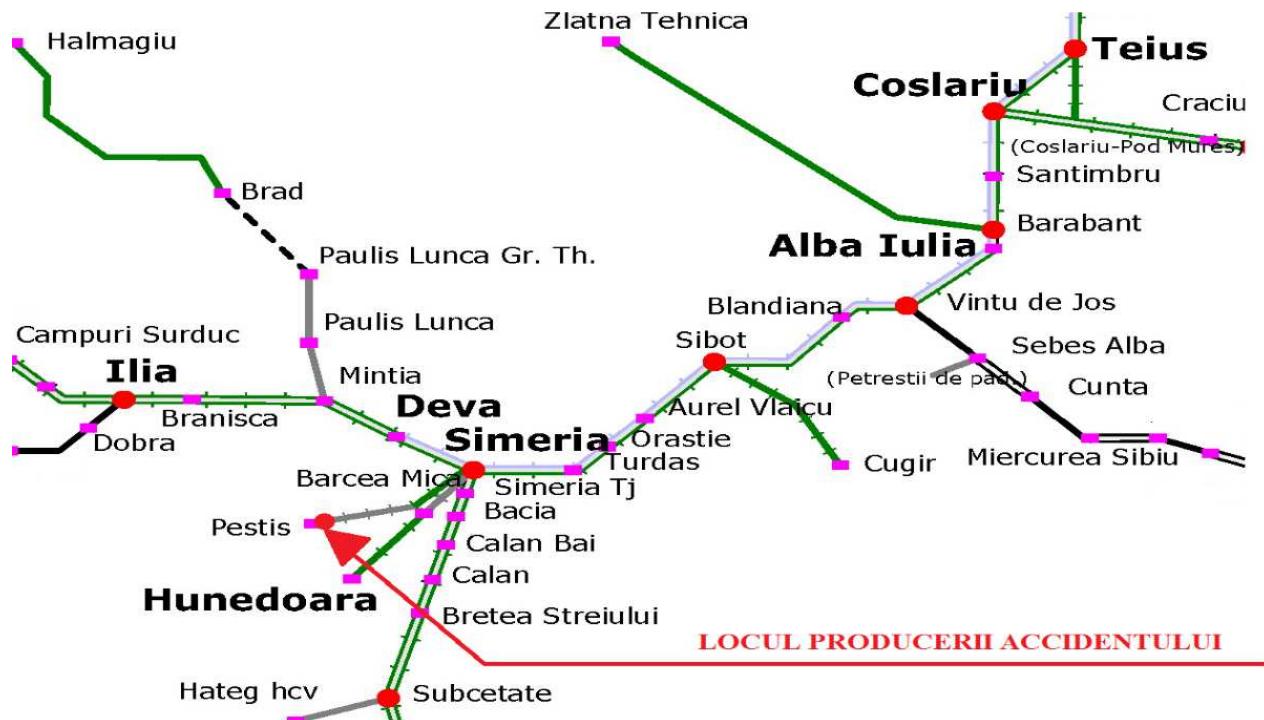 Zlatna Tehnica
Halmagiu
Teius
Coslariu
Craciu
(Coslariu-Pod Mures)
Santimbru
Brad
Barabant
Alba Iulia
Paulis Lunca Gr. Th.
Blandiana
Vintu de Jos
Paulis Lunca
Campuri Surduc
Sibot
Sebes Alba
Ilia
Mintia
(Petrestii de pad.)
Cunta
Branisca
Deva
Aurel Vlaicu
Dobra
Simeria
Orastie
Turdas
Cugir
Miercurea Sibiu
Barcea Mica
Simeria Tj
Pestis
Bacia
Calan Bai
Calan
Hunedoara
Bretea Streiului
LOCUL PRODUCERII ACCIDENTULUI
Hateg hcv
Subcetate